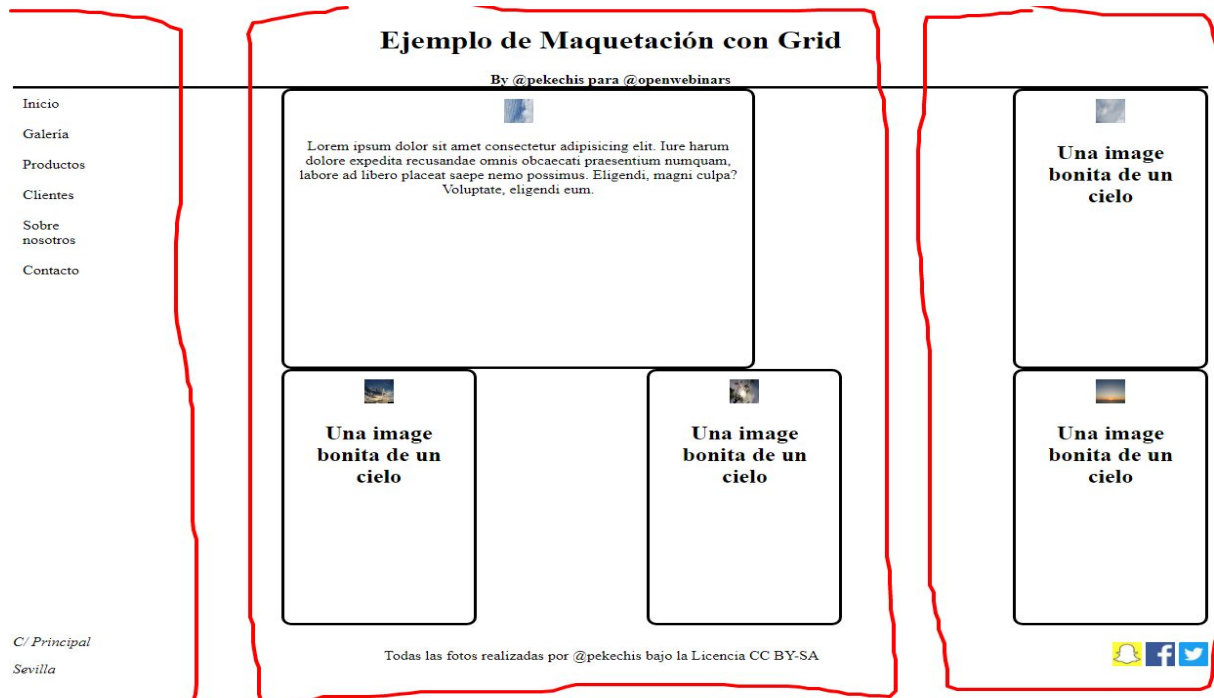 Ejemplo de Maquetación con Grid
By @pekechis para @openwebinars
Inicio
Galería
Productos
Clientes
Sobre
nosotros
Contacto
Lorem ipsum dolor sit amet consectetur adipisicing elit. Iure harum
dolore expedita recusandae omnis obcaecati praesentium numquam,
labore ad libero placeat saepe nemo possimus. Eligendi, magni culpa?
Voluptate, eligendi eum.
Una image
bonita de un
cielo
Una image
bonita de un
cielo
Una image
bonita de un
cielo
Una image
bonita de un
cielo
C/ Principal
Sevilla
Todas las fotos realizadas por @pekechis bajo la Licencia CC BY-SA